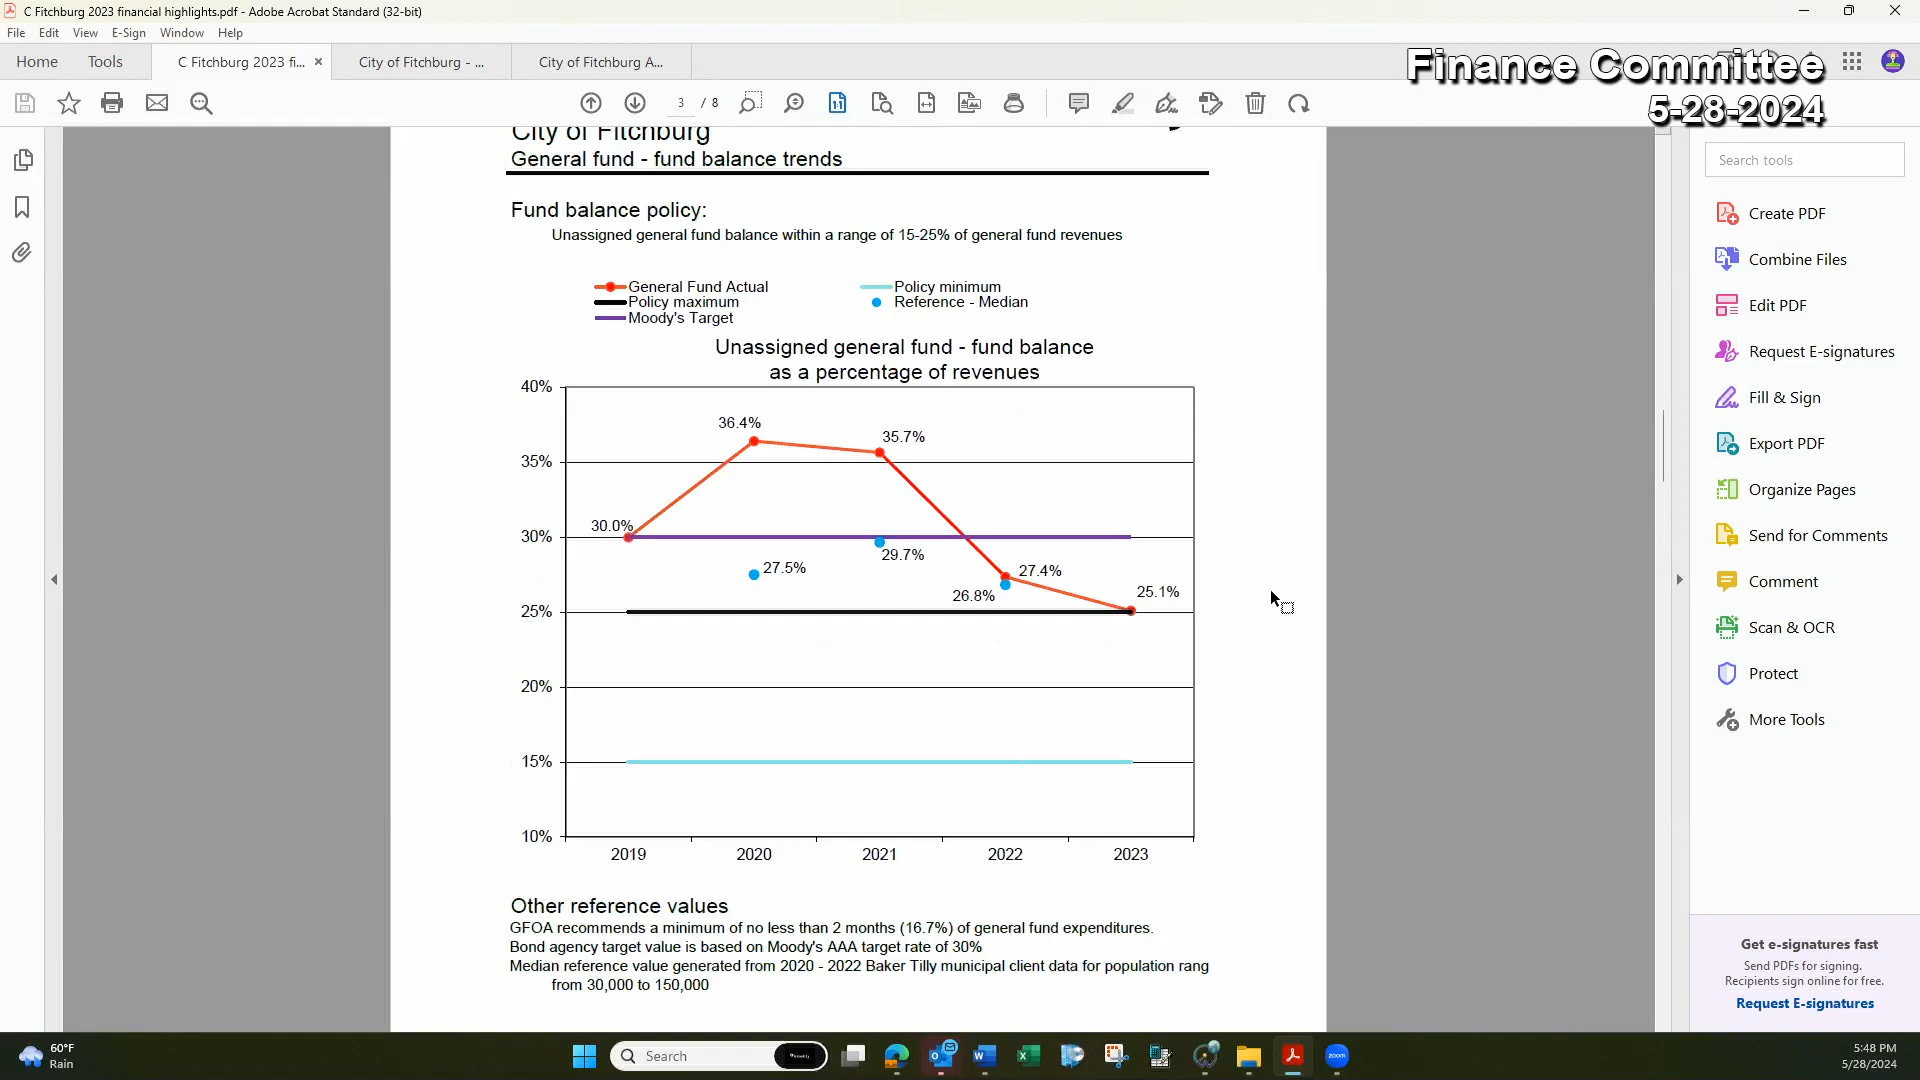 C Fitchburg 2023 financial highlights.pdf - Adobe Acrobat Standard (32-bit)
File Edit View E-Sign Window Help
Home Tools C Fitchburg 2023 fi... × City of Fitchburg - ... City of Fitchburg A...
Finance Committee
5-28-2024
3 / 8
City of Fitchburg
General fund - fund balance trends
Fund balance policy:
Unassigned general fund balance within a range of 15-25% of general fund revenues
General Fund Actual Policy minimum
Policy maximum Reference - Median
Moody's Target
Unassigned general fund - fund balance
as a percentage of revenues
40%
36.4%
35.7%
35%
30.0%
30%
29.7%
27.5%
27.4%
26.8%
25.1%
25%
20%
15%
10%
2019 2020 2021 2022 2023
Other reference values
GFOA recommends a minimum of no less than 2 months (16.7%) of general fund expenditures.
Bond agency target value is based on Moody's AAA target rate of 30%
Median reference value generated from 2020 - 2022 Baker Tilly municipal client data for population rang
from 30,000 to 150,000
Search tools
Create PDF
Combine Files
Edit PDF
Request E-signatures
Fill & Sign
Export PDF
Organize Pages
Send for Comments
Comment
Scan & OCR
Protect
More Tools
Get e-signatures fast
Send PDFs for signing.
Recipients sign online for free.
Request E-signatures
60°F
Rain
Search
zoom
5:48 PM
5/28/2024